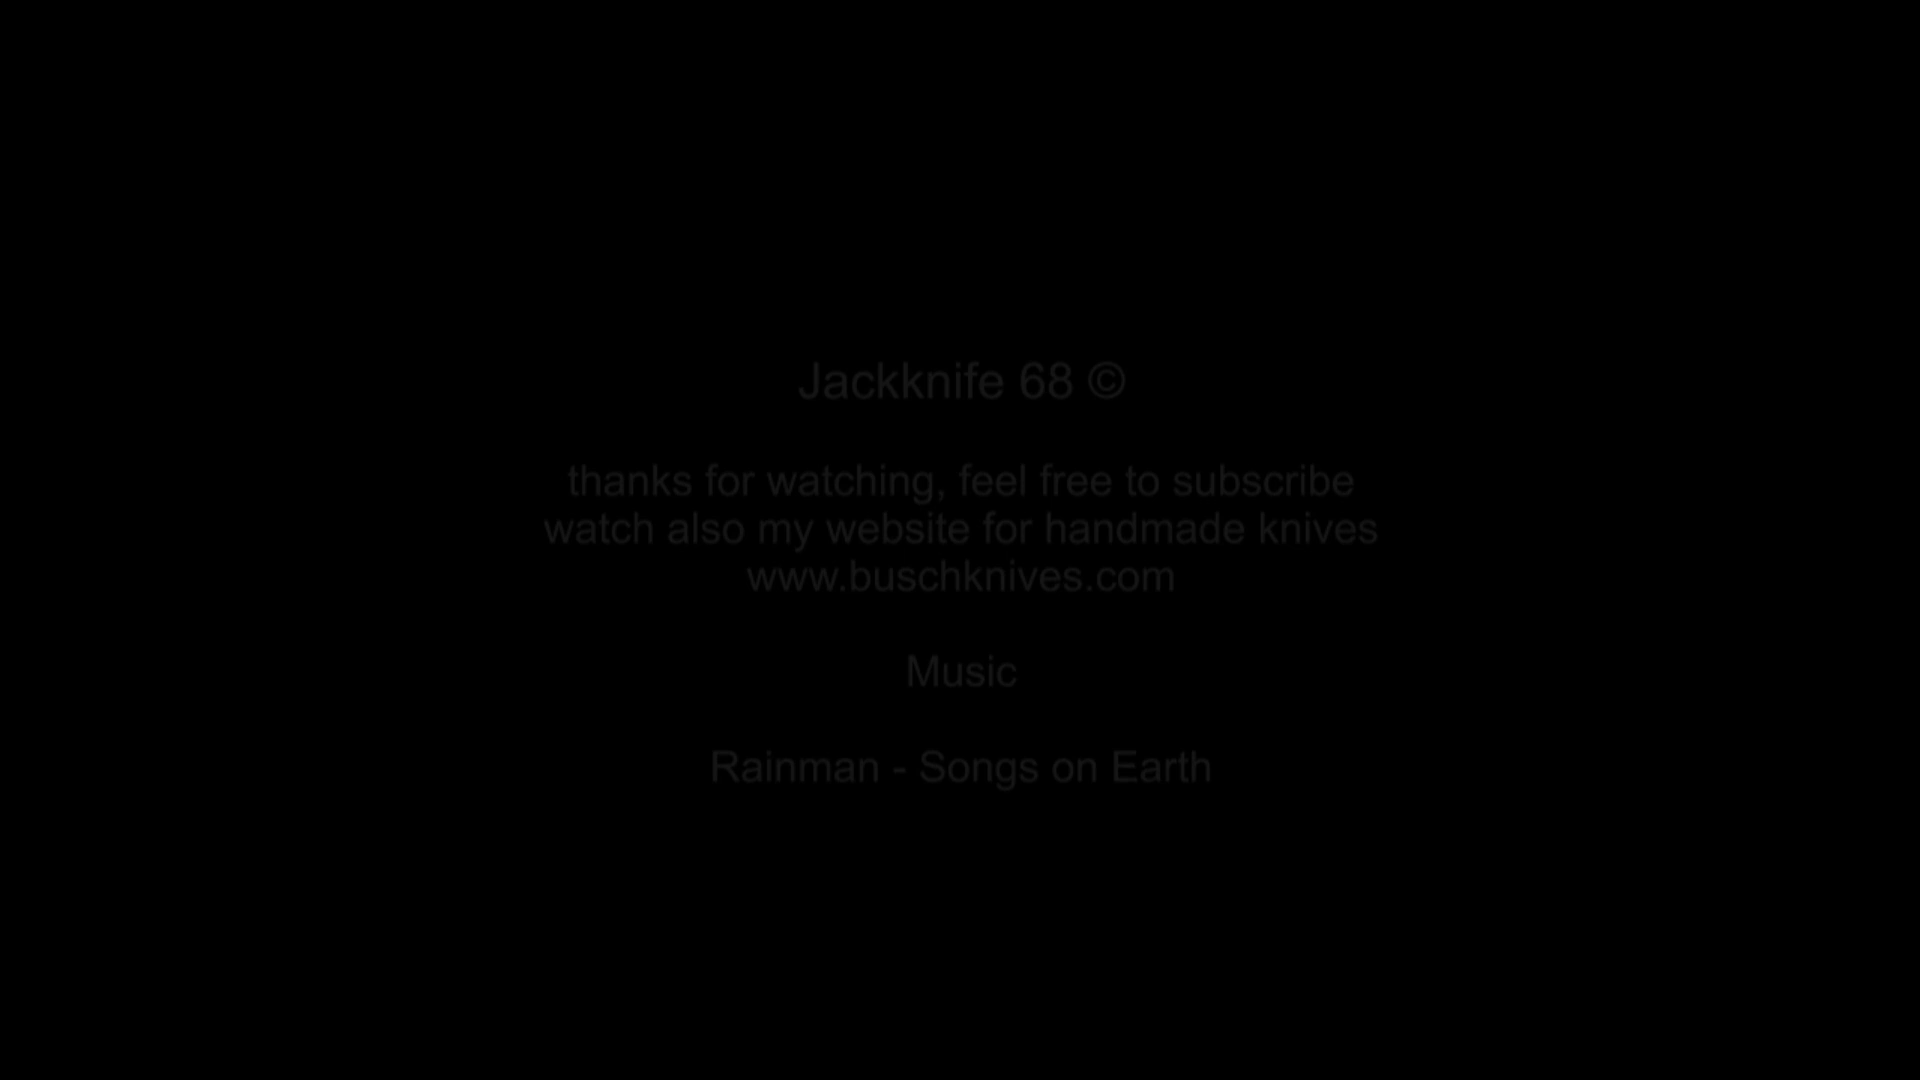 Jackknife 68 ©
thanks for watching, feel free to subscribe
watch also my website for handmade knives
www.buschknives.com
Music
Rainman - Songs on Earth